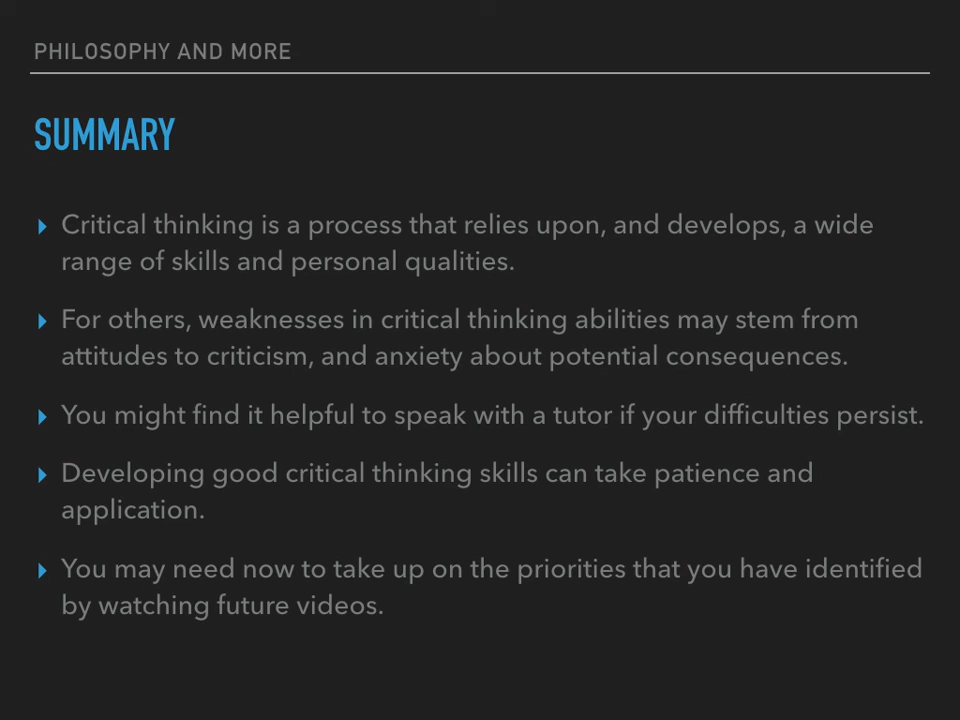 PHILOSOPHY AND MORE
SUMMARY
▸ Critical thinking is a process that relies upon, and develops, a wide
range of skills and personal qualities.
▸ For others, weaknesses in critical thinking abilities may stem from
attitudes to criticism, and anxiety about potential consequences.
▸ You might find it helpful to speak with a tutor if your difficulties persist.
▸ Developing good critical thinking skills can take patience and
application.
▸ You may need now to take up on the priorities that you have identified
by watching future videos.